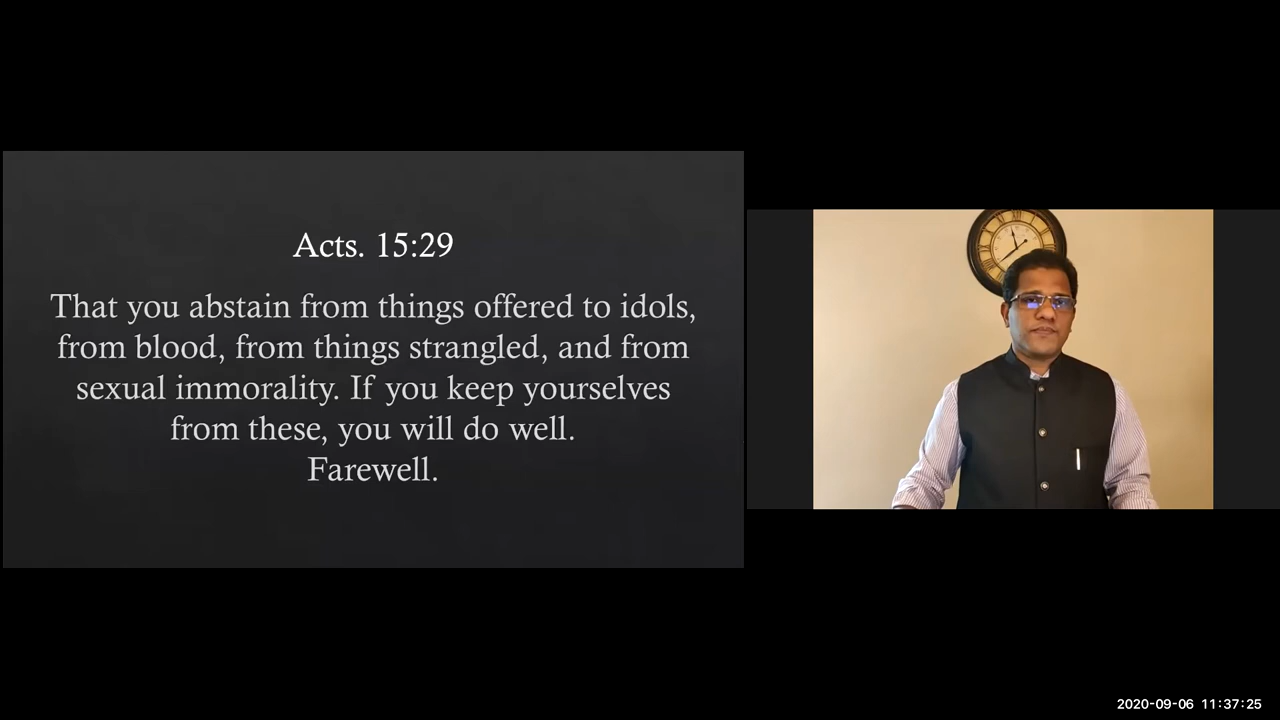 Acts. 15:29
That you abstain from things offered to idols,
from blood, from things strangled, and from
sexual immorality. If you keep yourselves
from these, you will do well.
Farewell.
2020-09-06 11:37:25